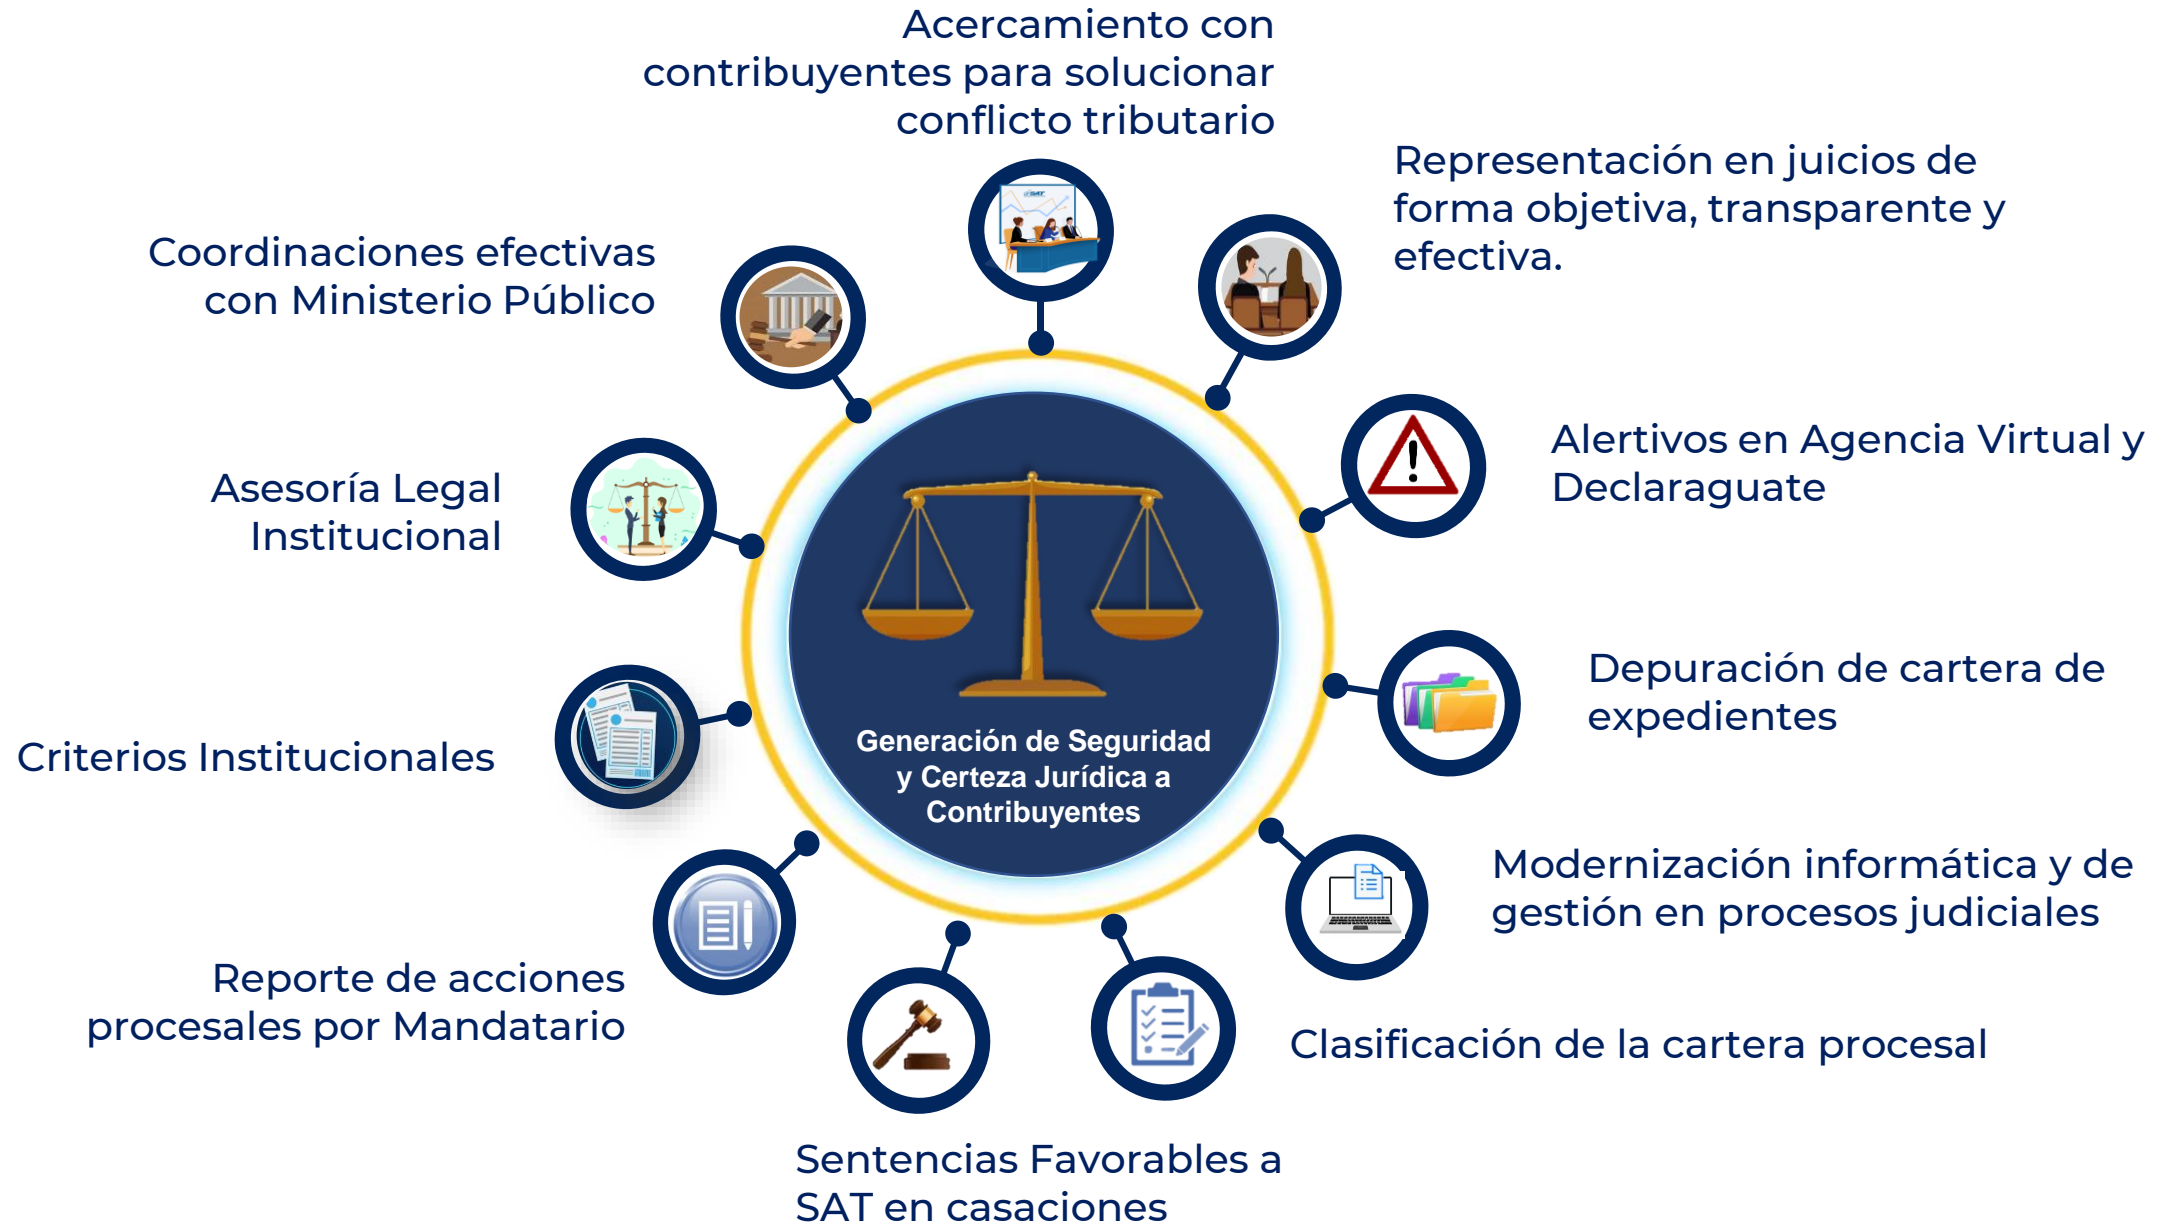 Acercamiento con
contribuyentes para solucionar
conflicto tributario
Representación en juicios de
forma objetiva, transparente y
efectiva.
Coordinaciones efectivas
con Ministerio Público
Alertivos en Agencia Virtual y
Declaraguate
Asesoría Legal
Institucional
Depuración de cartera de
expedientes
Criterios Institucionales
Generación de Seguridad
y Certeza Jurídica a
Contribuyentes
Modernización informática y de
gestión en procesos judiciales
Reporte de acciones
procesales por Mandatario
Clasificación de la cartera procesal
Sentencias Favorables a
SAT en casaciones
SAT